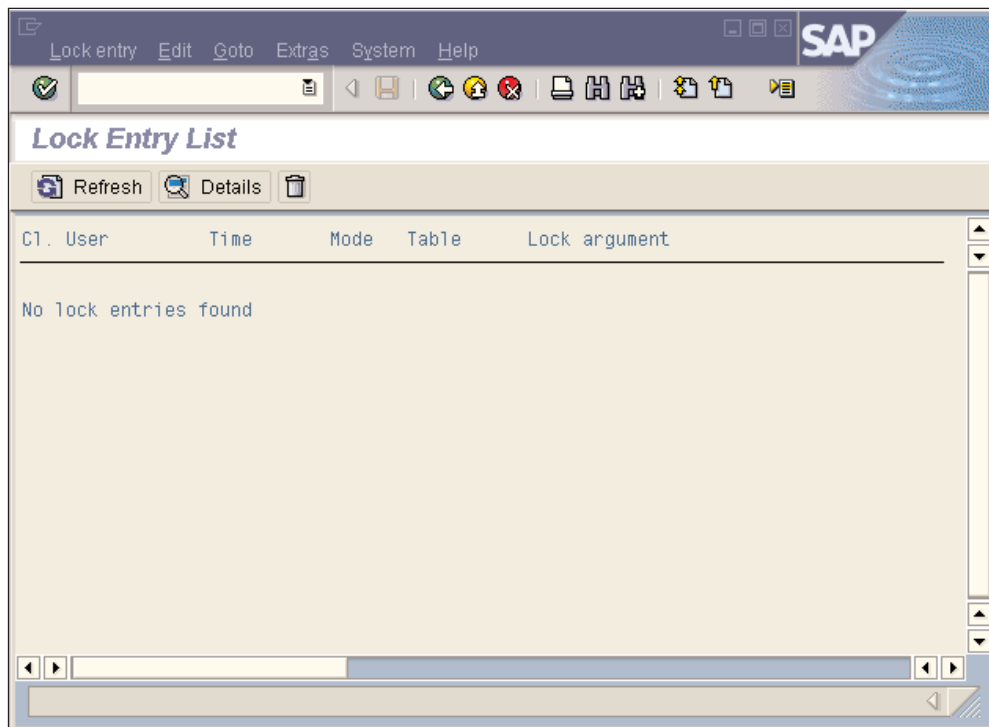 SAP
Lock entry Edit Goto Extras System Help
Lock Entry List
Refresh Details
Cl. User Time Mode Table Lock argument
No lock entries found